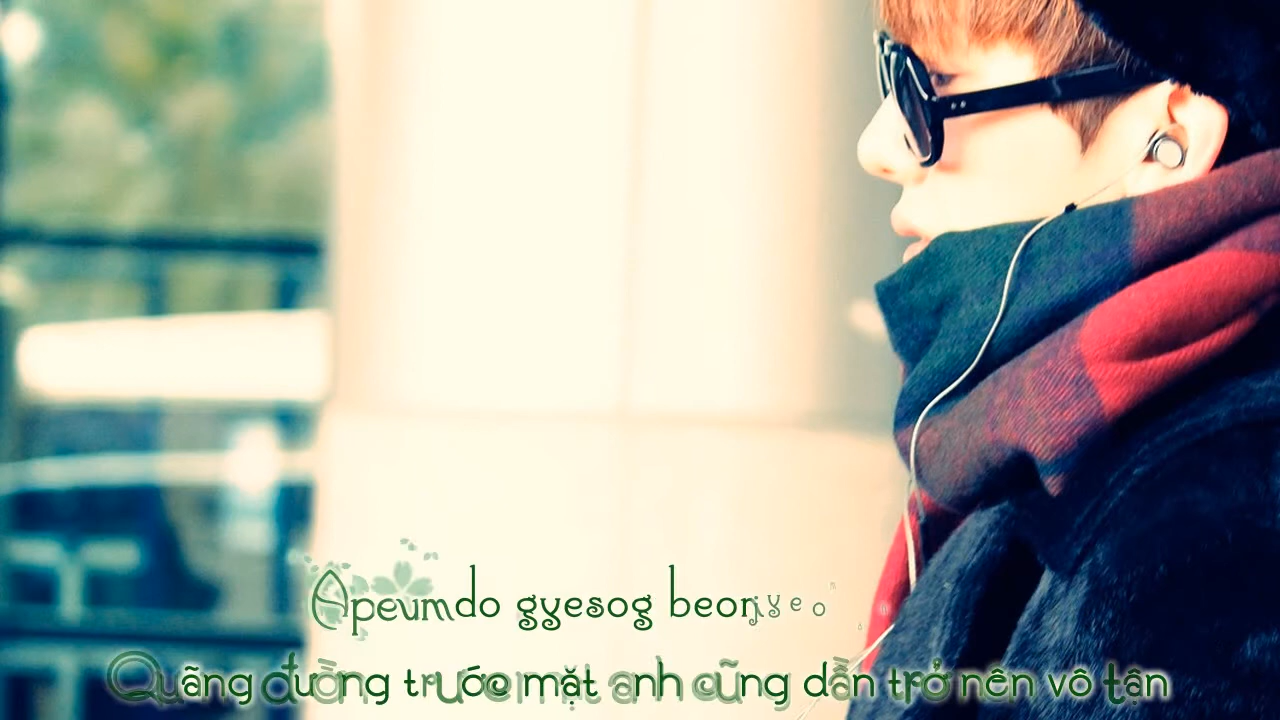 Apeumdo gyesog beonjyeo
Quãng đường trước mặt anh cũng dần trở nên vô tận